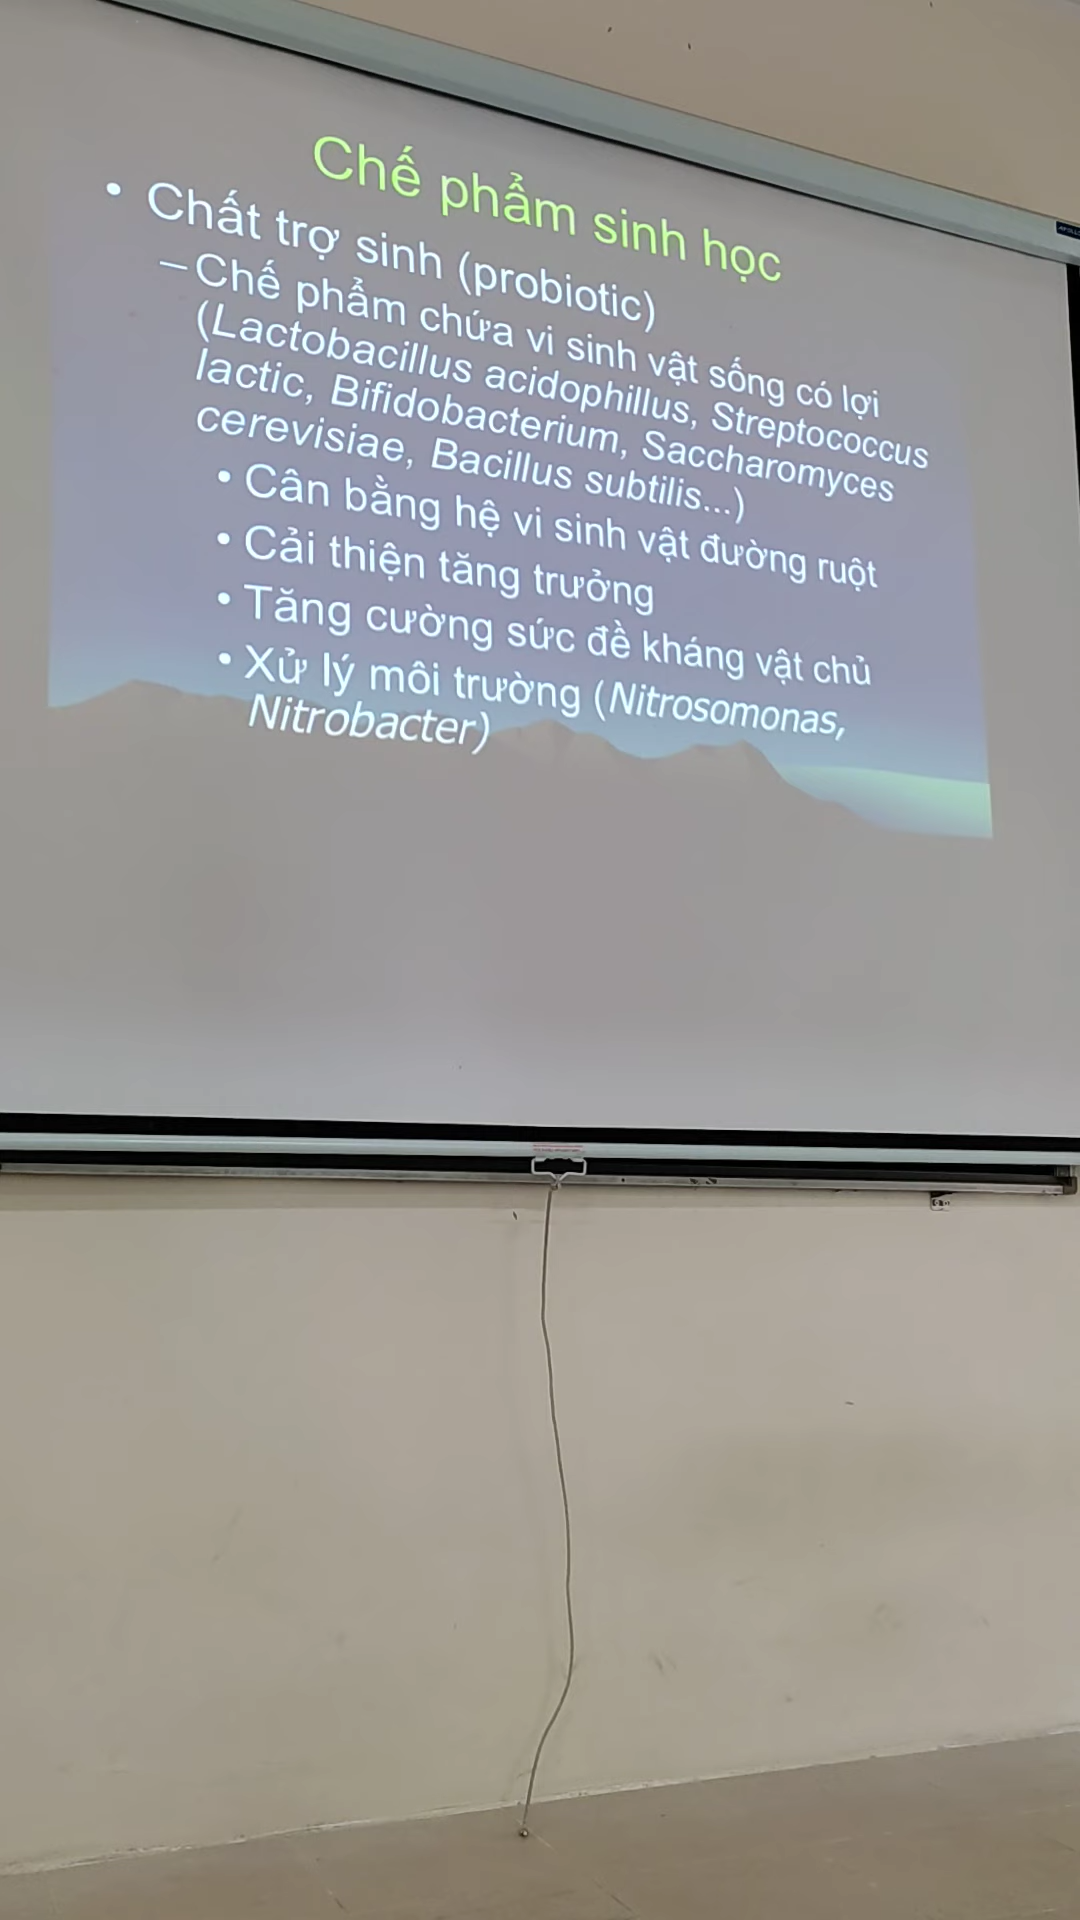 Chế phẩm sinh học
• Chất trợ sinh (probiotic)
–Chế phẩm chứa vi sinh vật sống có lợi
(Lactobacillus acidophillus, Streptococcus
lactic, Bifidobacterium, Saccharomyces
cerevisiae, Bacillus subtilis...)
• Cân bằng hệ vi sinh vật đường ruột
• Cải thiện tăng trưởng
• Tăng cường sức đề kháng vật chủ
• Xử lý môi trường (Nitrosomonas,
Nitrobacter)